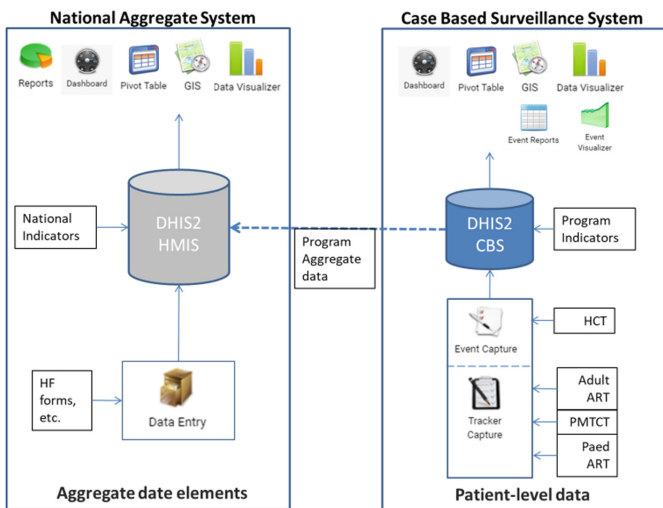 National Aggregate System
Reports
Dashboard
Pivot Table
GIS
Data Visualizer
National
Indicators
DHIS2
HMIS
HF
forms,
etc.
Data Entry
Aggregate date elements
Program
Aggregate
data
Case Based Surveillance System
Dashboard
Pivot Table
GIS
Data Visualizer
Event Reports
Event
Visualizer
DHIS2
CBS
Program
Indicators
Event Capture
HCT
Tracker
Capture
Adult
ART
PMTCT
Paed
ART
Patient-level data